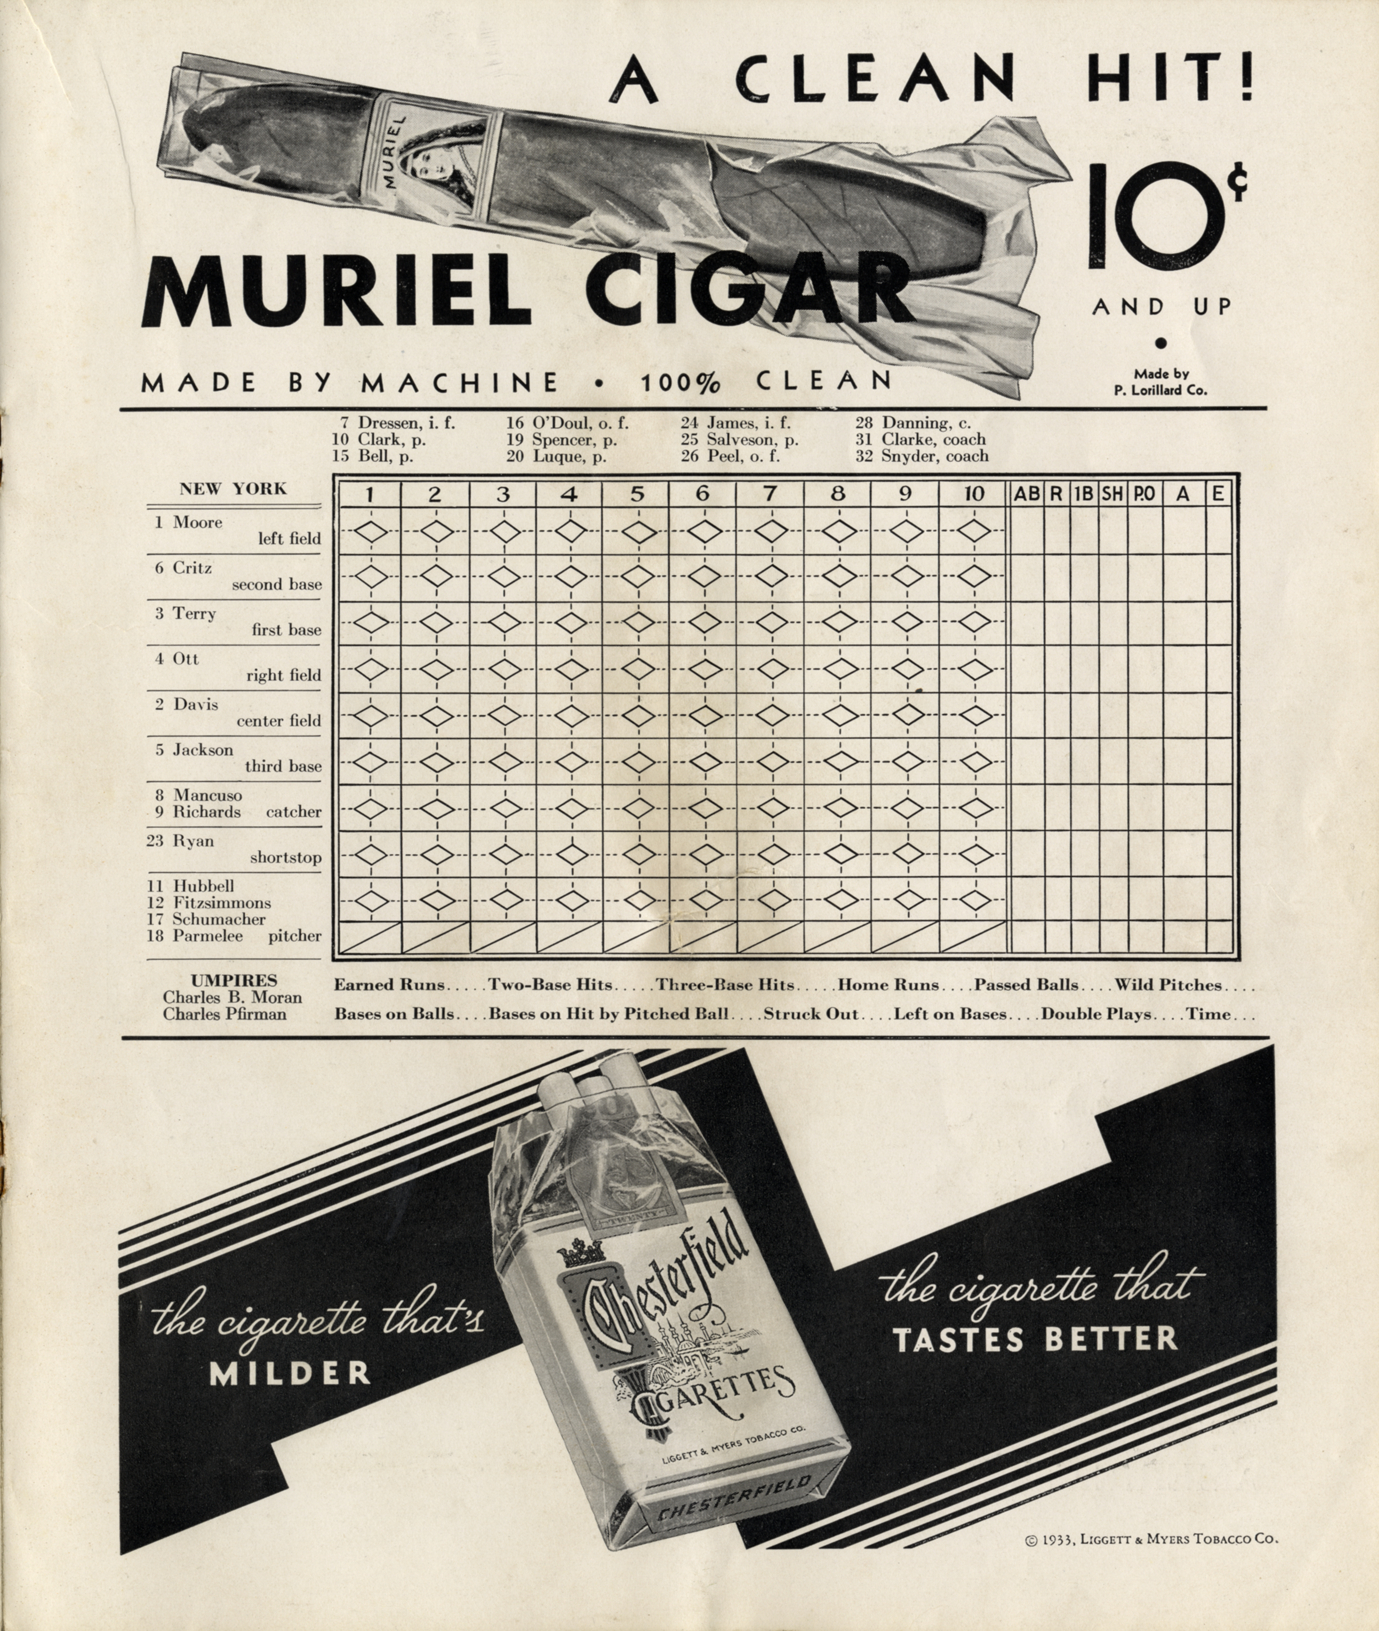 A CLEAN HIT!
MURIEL
10¢
AND UP
•
Made by
P. Lorillard Co.
MURIEL CIGAR
MADE BY MACHINE • 100% CLEAN
7 Dressen, i. f. 16 O'Doul, o. f. 24 James, i. f. 28 Danning, c.
10 Clark, p. 19 Spencer, p. 25 Salveson, p. 31 Clarke, coach
15 Bell, p. 20 Luque, p. 26 Peel, o. f. 32 Snyder, coach
NEW YORK 1 2 3 4 5 6 7 8 9 10 AB R 1B SH P.O A E
1 Moore
left field
6 Critz
second base
3 Terry
first base
4 Ott
right field
2 Davis
center field
5 Jackson
third base
8 Mancuso
9 Richards catcher
23 Ryan
shortstop
11 Hubbell
12 Fitzsimmons
17 Schumacher
18 Parmelee pitcher
UMPIRES
Charles B. Moran
Charles Pfirman
Earned Runs.....Two-Base Hits.....Three-Base Hits.....Home Runs....Passed Balls....Wild Pitches....
Bases on Balls....Bases on Hit by Pitched Ball....Struck Out....Left on Bases....Double Plays....Time...
the cigarette that's
MILDER
TWENTY
Chesterfield
CIGARETTES
LIGGETT & MYERS TOBACCO CO.
CHESTERFIELD
the cigarette that
TASTES BETTER
© 1933, LIGGETT & MYERS TOBACCO CO.